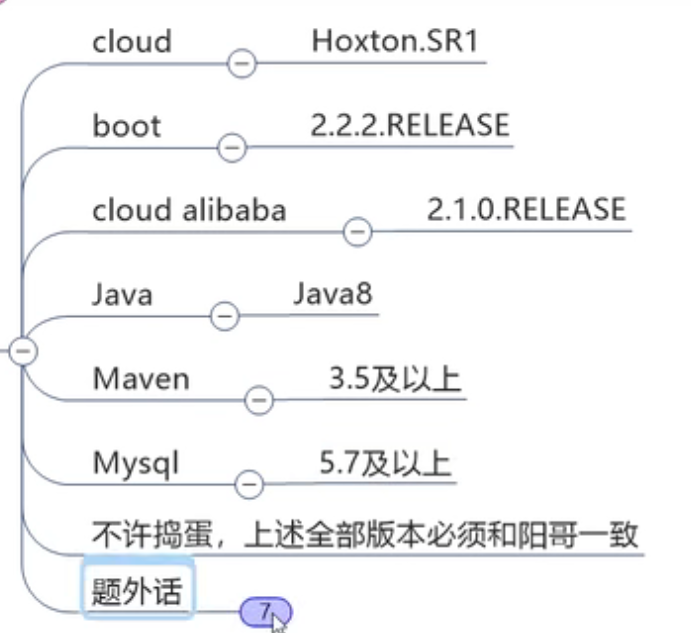 cloud Hoxton.SR1
boot 2.2.2.RELEASE
cloud alibaba 2.1.0.RELEASE
Java Java8
Maven 3.5及以上
Mysql 5.7及以上
不许捣蛋，上述全部版本必须和阳哥一致
题外话 7